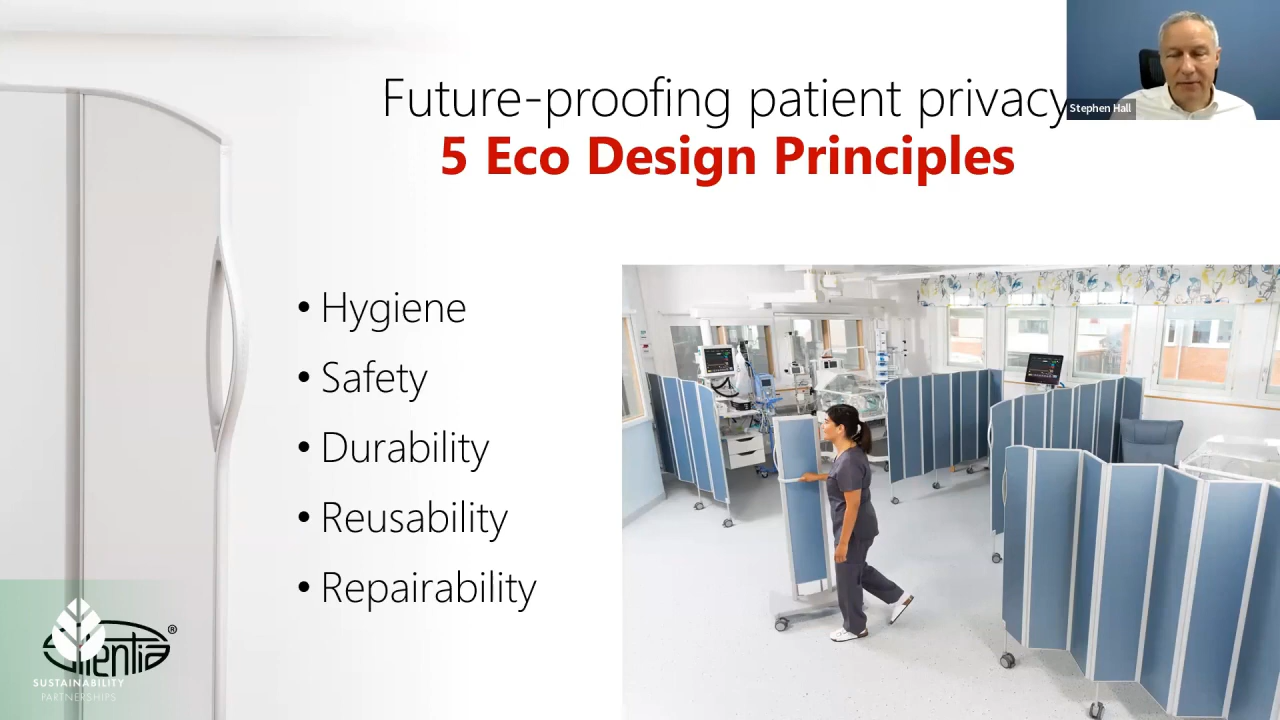 Future-proofing patient privacy
5 Eco Design Principles
Stephen Hall
• Hygiene
• Safety
• Durability
• Reusability
• Repairability
Silentia®
SUSTAINABILITY
PARTNERSHIPS